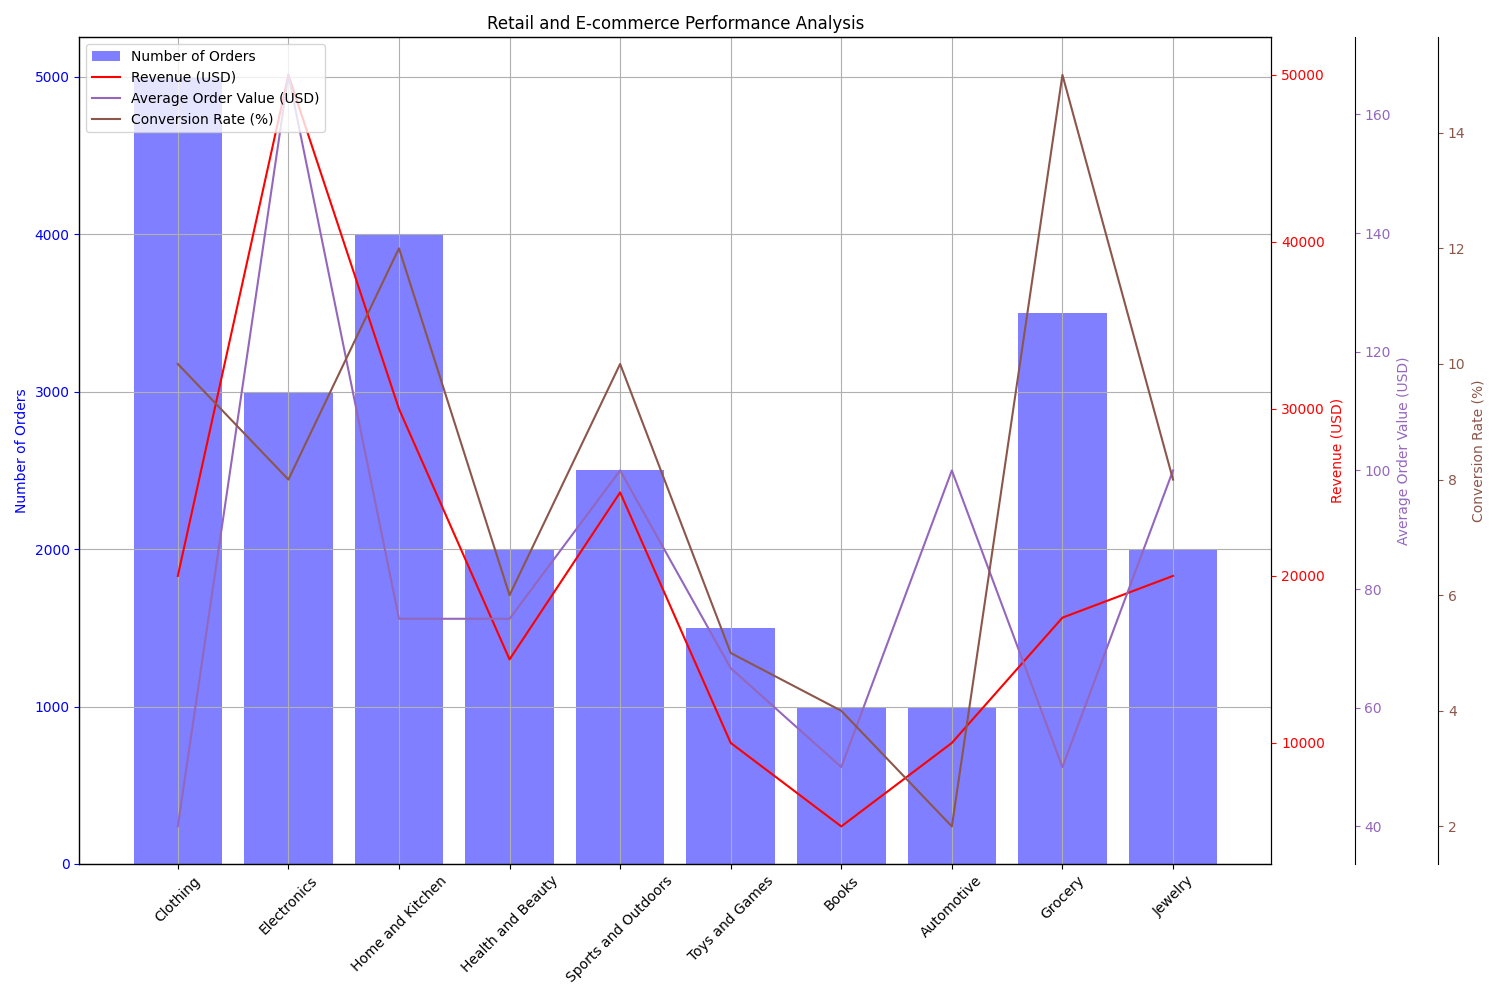 Retail and E-commerce Performance Analysis
Number of Orders
Revenue (USD)
Average Order Value (USD)
Conversion Rate (%)
5000
4000
3000
2000
1000
0
Number of Orders
50000
40000
30000
20000
10000
Revenue (USD)
160
140
120
100
80
60
40
Average Order Value (USD)
14
12
10
8
6
4
2
Conversion Rate (%)
Clothing
Electronics
Home and Kitchen
Health and Beauty
Sports and Outdoors
Toys and Games
Books
Automotive
Grocery
Jewelry